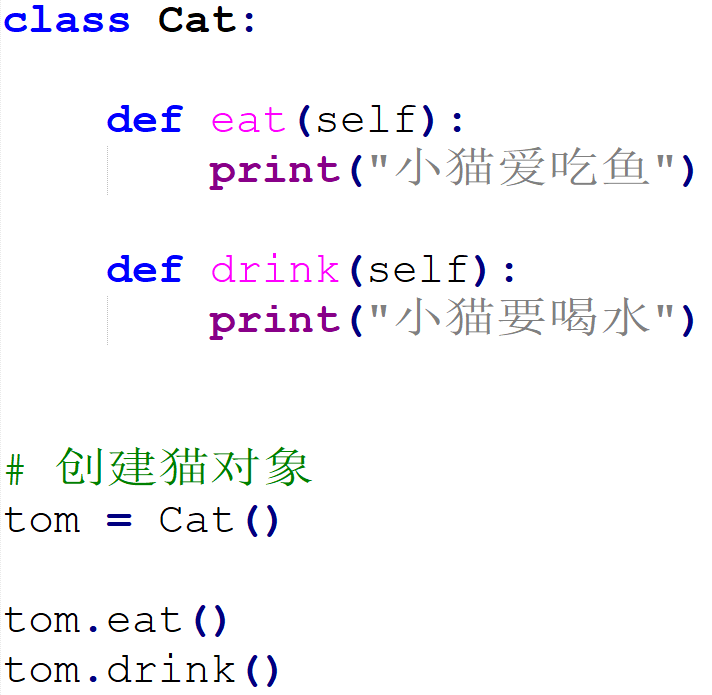 class Cat:
    def eat(self):
        print("小猫爱吃鱼")
    def drink(self):
        print("小猫要喝水")
# 创建猫对象
tom = Cat()
tom.eat()
tom.drink()